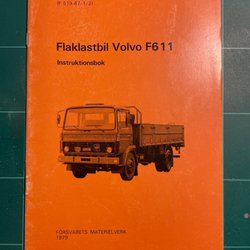 Flaklastbil Volvo F611
Instruktionsbok
FÖRSVARETS MATERIELVERK
1979